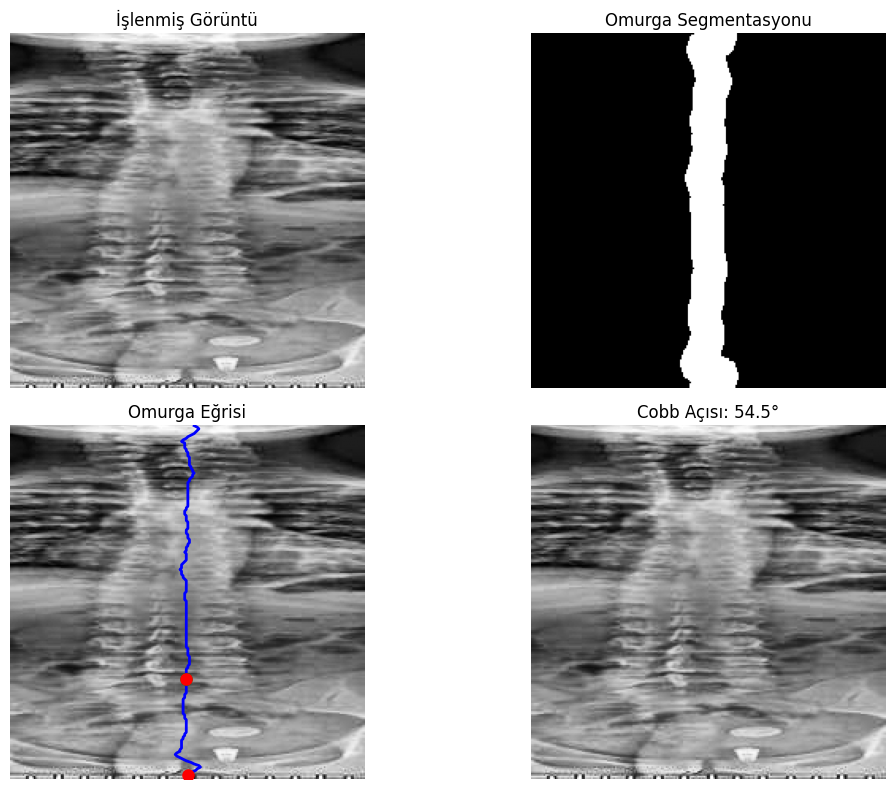 İşlenmiş Görüntü
Omurga Segmentasyonu
Omurga Eğrisi
Cobb Açısı: 54.5°